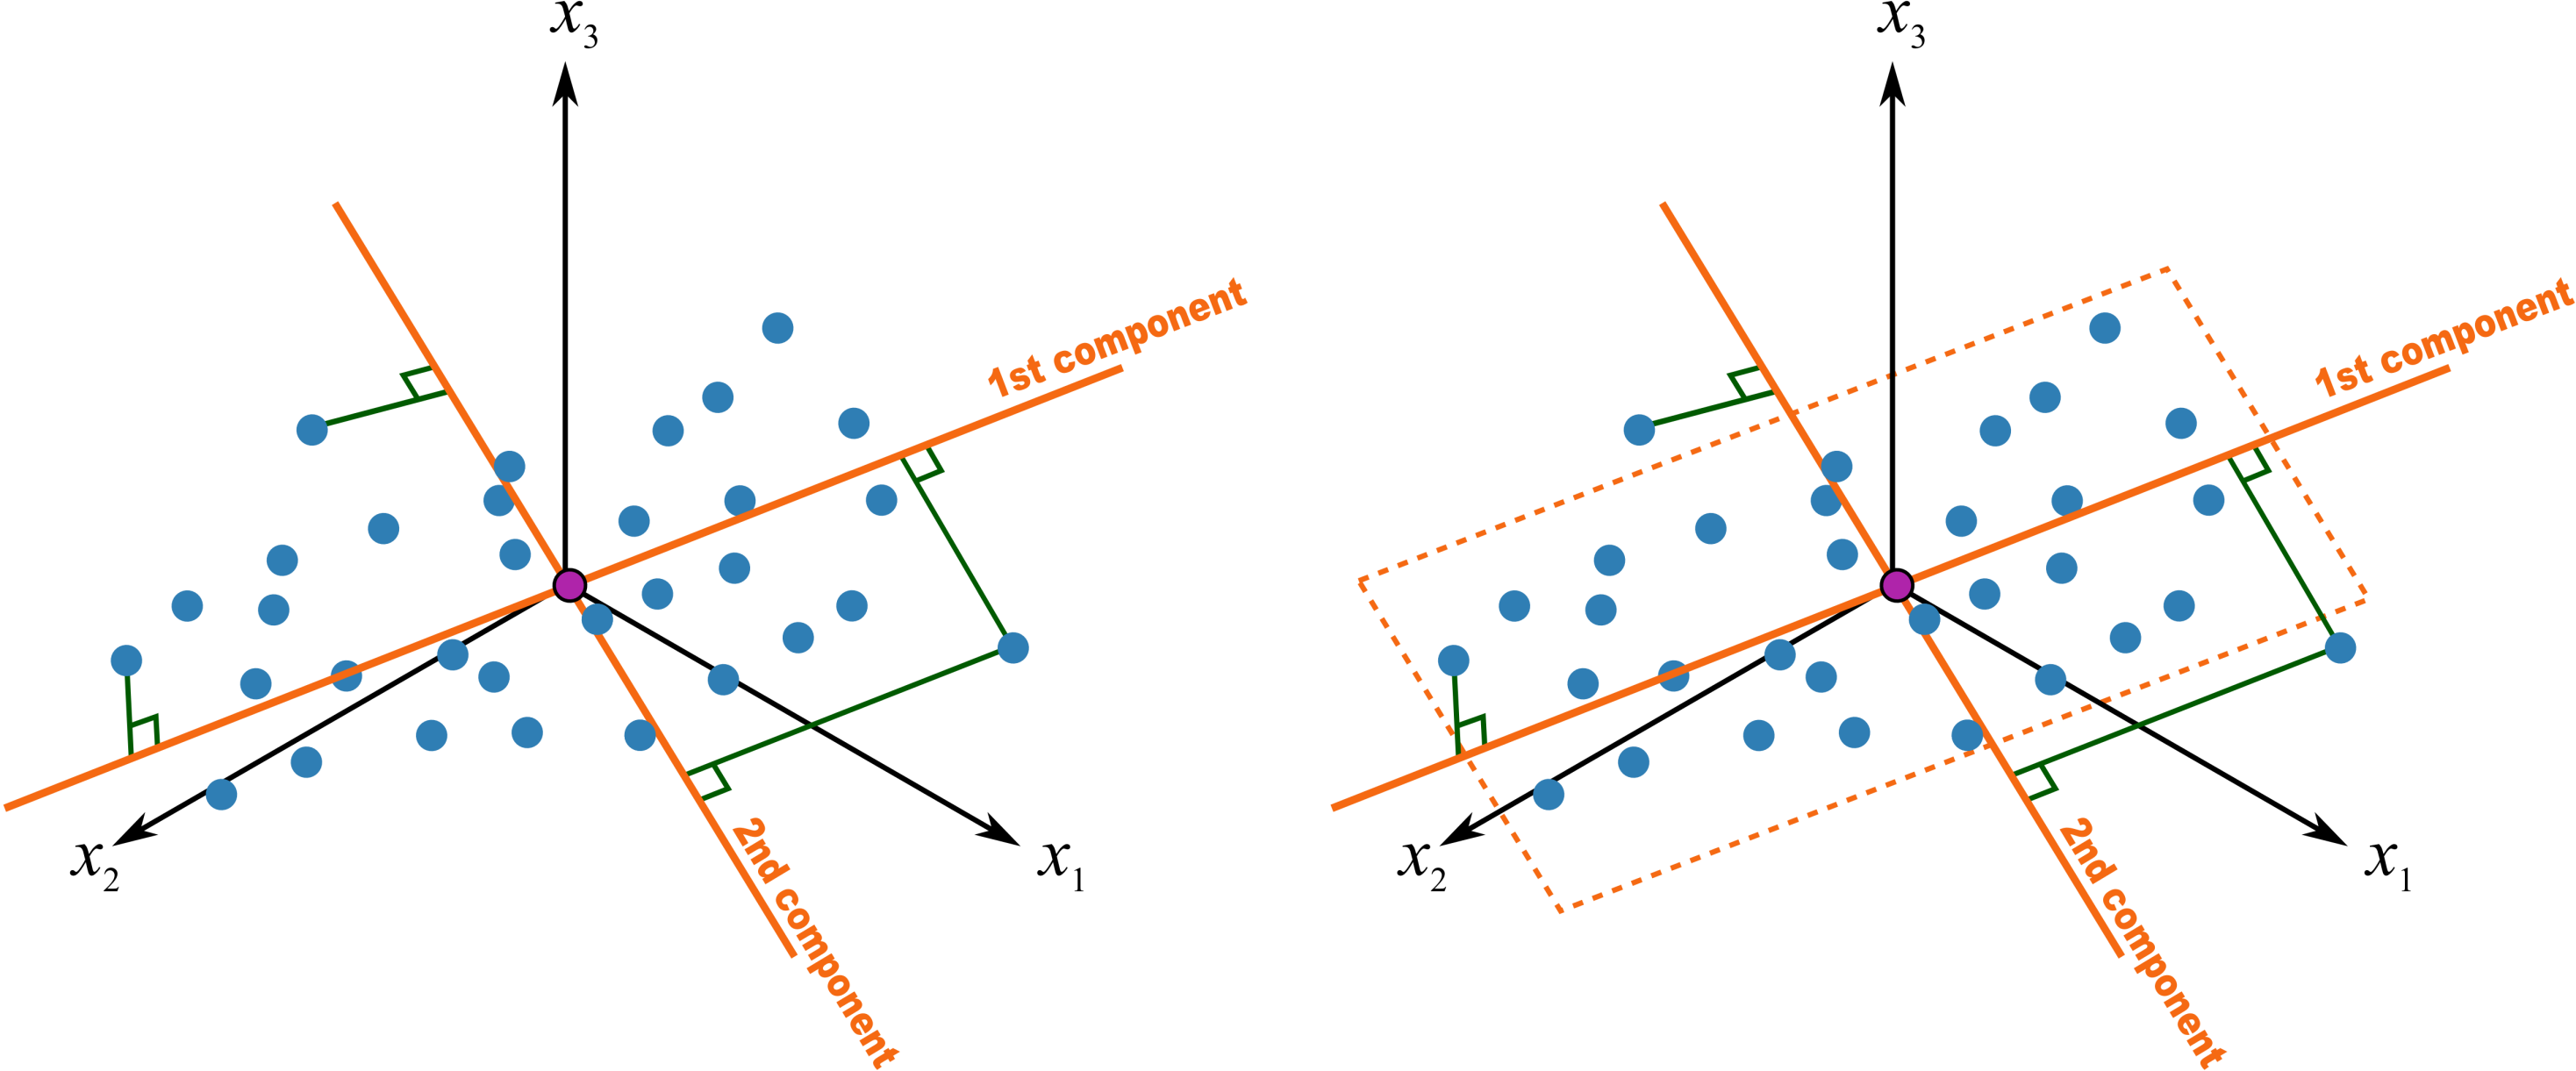 x₃
1st component
2nd component
x₂
x₁
x₃
1st component
2nd component
x₂
x₁